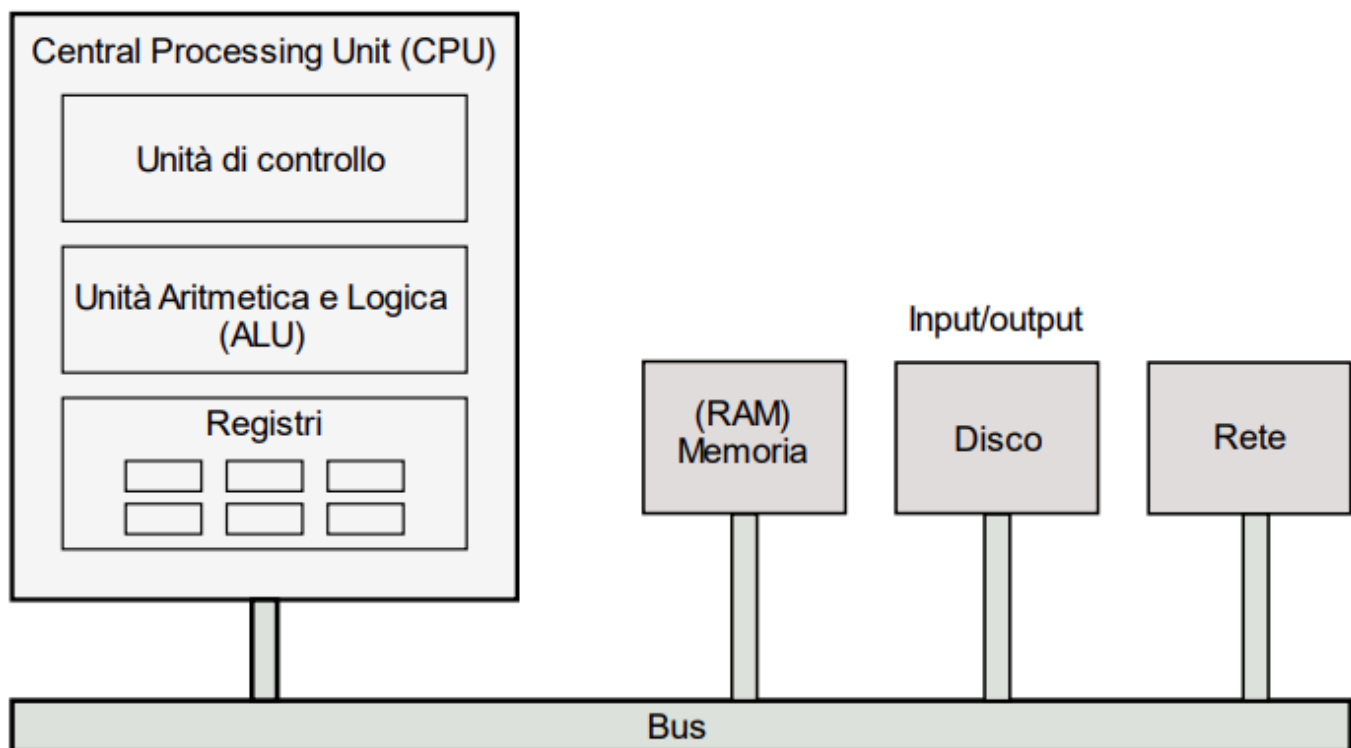 Central Processing Unit (CPU)
Unità di controllo
Unità Aritmetica e Logica
(ALU)
Registri
Input/output
(RAM)
Memoria
Disco
Rete
Bus